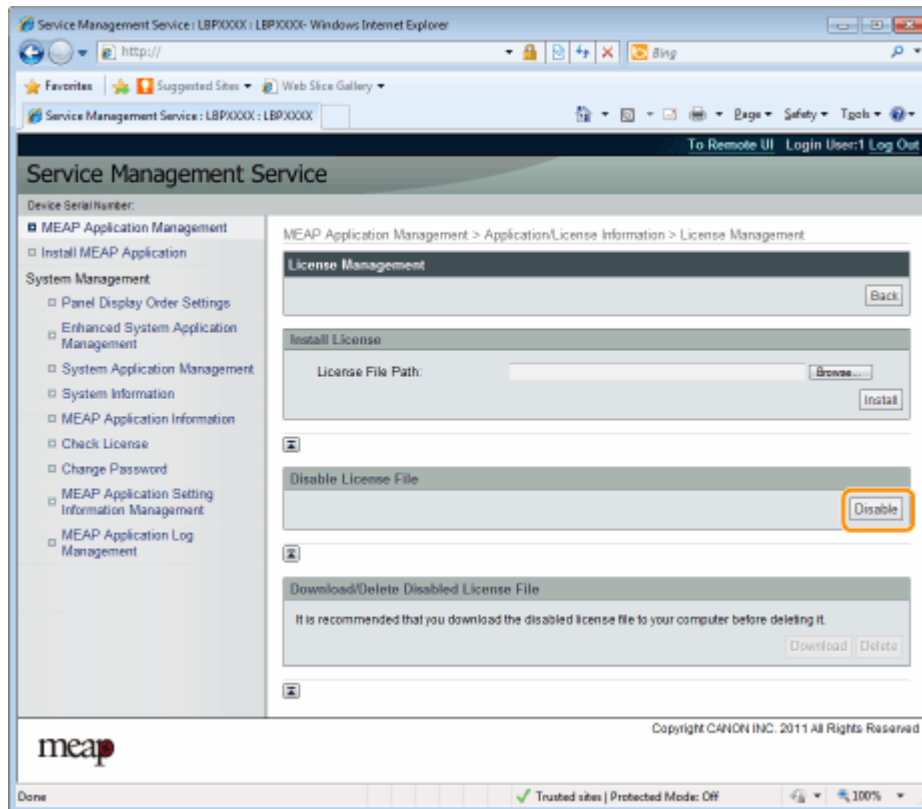 Service Management Service : LBPXXXX : LBPXXXX- Windows Internet Explorer
http://
Bing
Favorites Suggested Sites Web Slice Gallery
Service Management Service : LBPXXXX : LBPXXXX
Page Safety Tools
To Remote UI Login User:1 Log Out
Service Management Service
Device Serial Number:
MEAP Application Management
Install MEAP Application
System Management
Panel Display Order Settings
Enhanced System Application
Management
System Application Management
System Information
MEAP Application Information
Check License
Change Password
MEAP Application Setting
Information Management
MEAP Application Log
Management
MEAP Application Management > Application/License Information > License Management
License Management
Back
Install License
License File Path:
Browse...
Install
Disable License File
Disable
Download/Delete Disabled License File
It is recommended that you download the disabled license file to your computer before deleting it.
Download Delete
meap
Copyright CANON INC. 2011 All Rights Reserved
Done
Trusted sites | Protected Mode: Off
100%